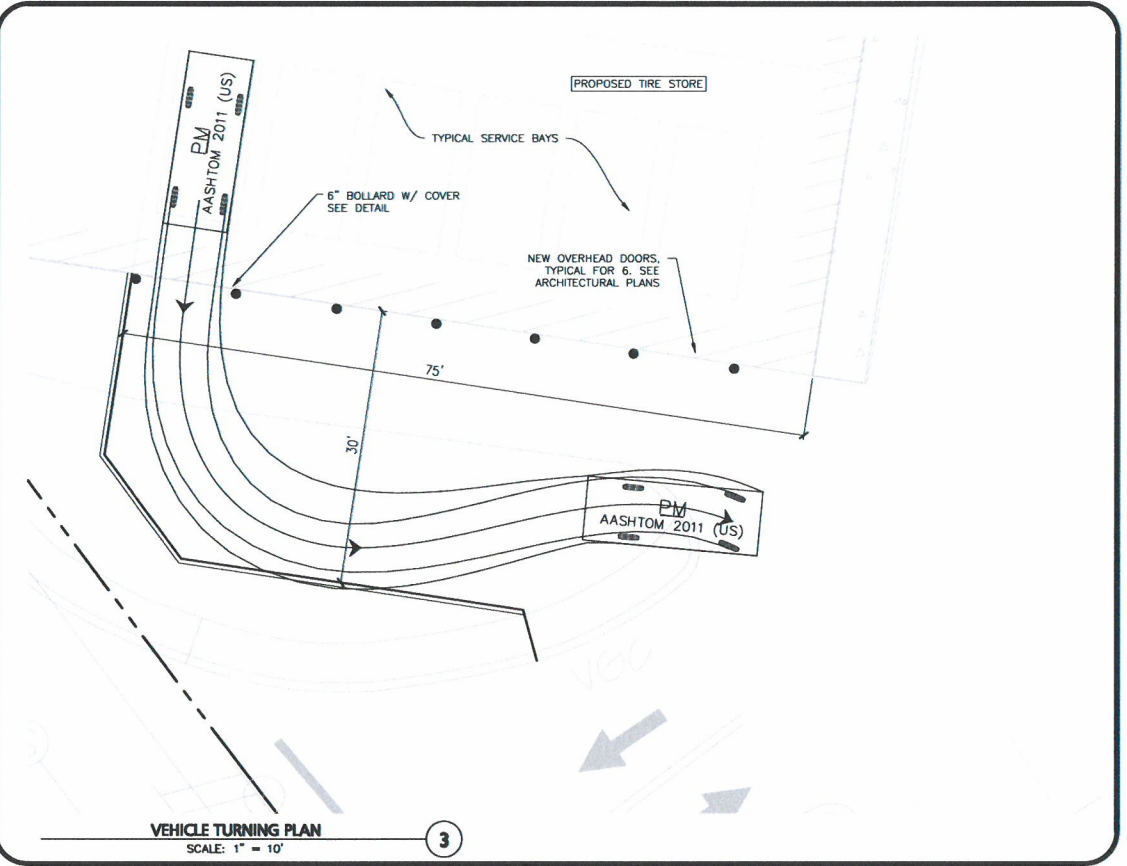 PROPOSED TIRE STORE
TYPICAL SERVICE BAYS
PM
AASHTOM 2011 (US)
6" BOLLARD W/ COVER
SEE DETAIL
NEW OVERHEAD DOORS,
TYPICAL FOR 6. SEE
ARCHITECTURAL PLANS
75'
30'
PM
AASHTOM 2011 (US)
VGC
VEHICLE TURNING PLAN
SCALE: 1" = 10'
3